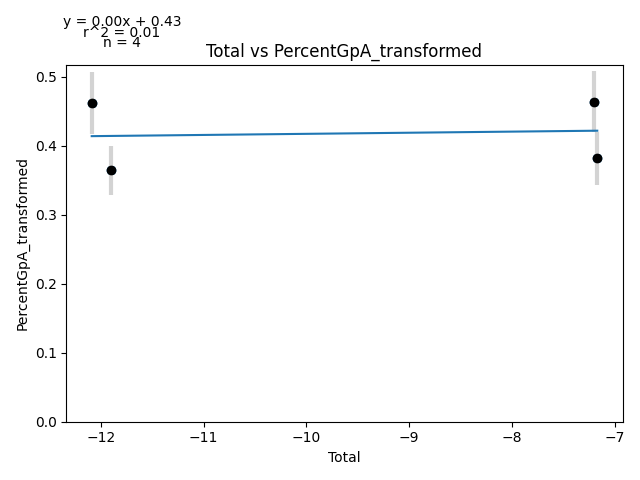 y = 0.00x + 0.43
r^2 = 0.01
n = 4
Total vs PercentGpA_transformed
0.5
0.4
0.3
0.2
0.1
0.0
PercentGpA_transformed
−12
−11
−10
−9
−8
−7
Total